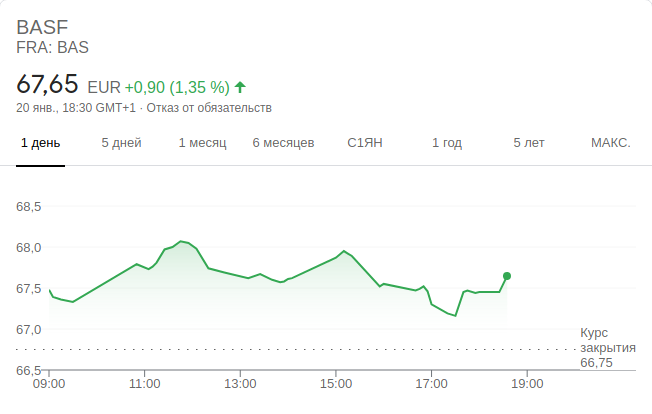 BASF
FRA: BAS
67,65 EUR +0,90 (1,35 %)
20 янв., 18:30 GMT+1 · Отказ от обязательств
1 день 5 дней 1 месяц 6 месяцев С1ЯН 1 год 5 лет МАКС.
68,5
68,0
67,5
67,0
Курс
закрытия
66,75
66,5
09:00 11:00 13:00 15:00 17:00 19:00